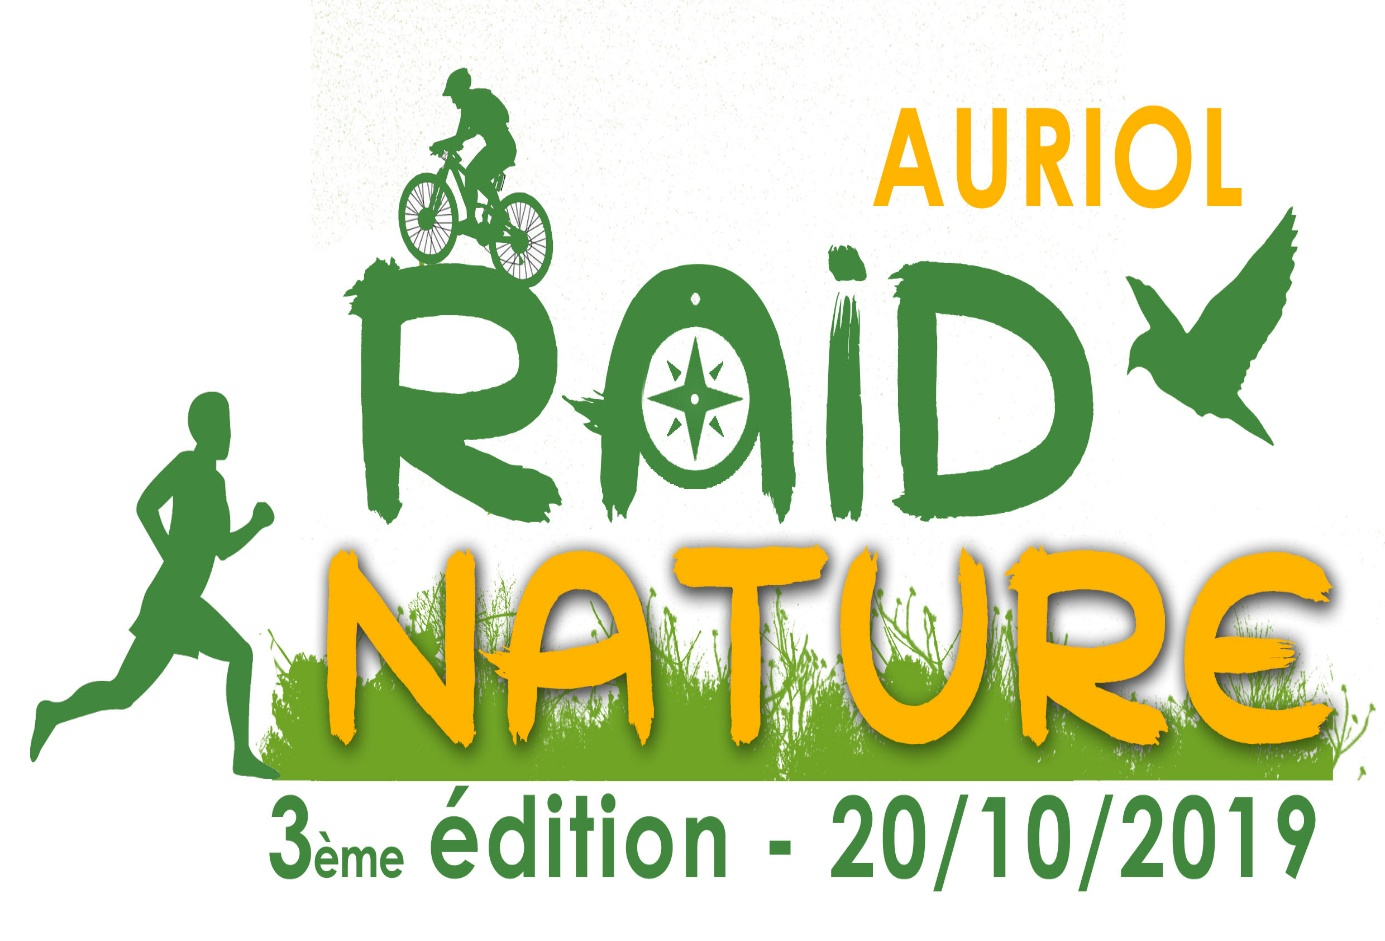 AURIOL
RAiD
NATURE
3ème édition - 20/10/2019